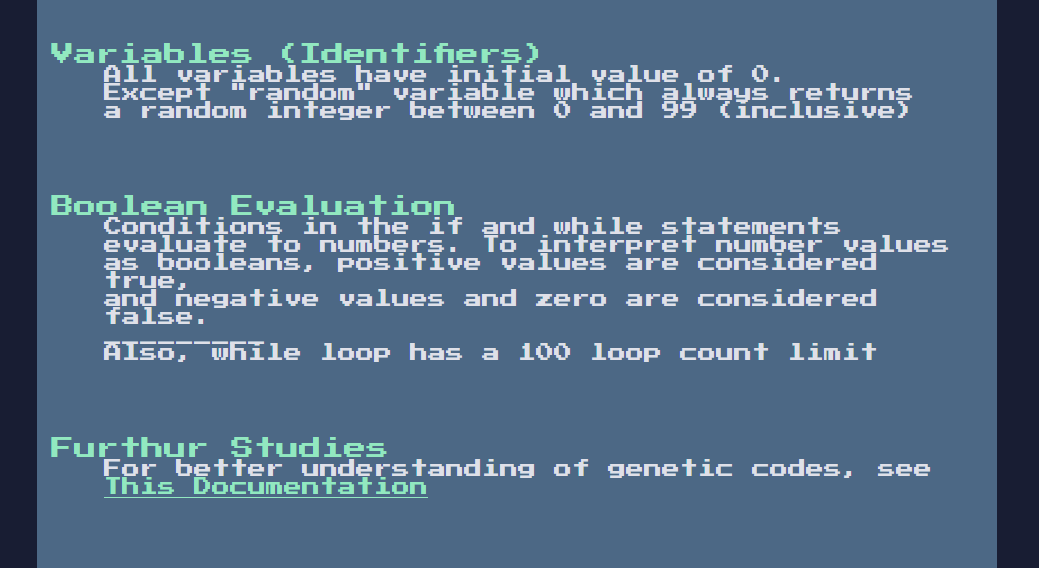 Variables (Identifiers)
All variables have initial value of 0.
Except "random" variable which always returns
a random integer between 0 and 99 (inclusive)
Boolean Evaluation
Conditions in the if and while statements
evaluate to numbers. To interpret number values
as booleans, positive values are considered
true,
and negative values and zero are considered
false.
_________
Also, while loop has a 100 loop count limit
Furthur Studies
For better understanding of genetic codes, see
This Documentation